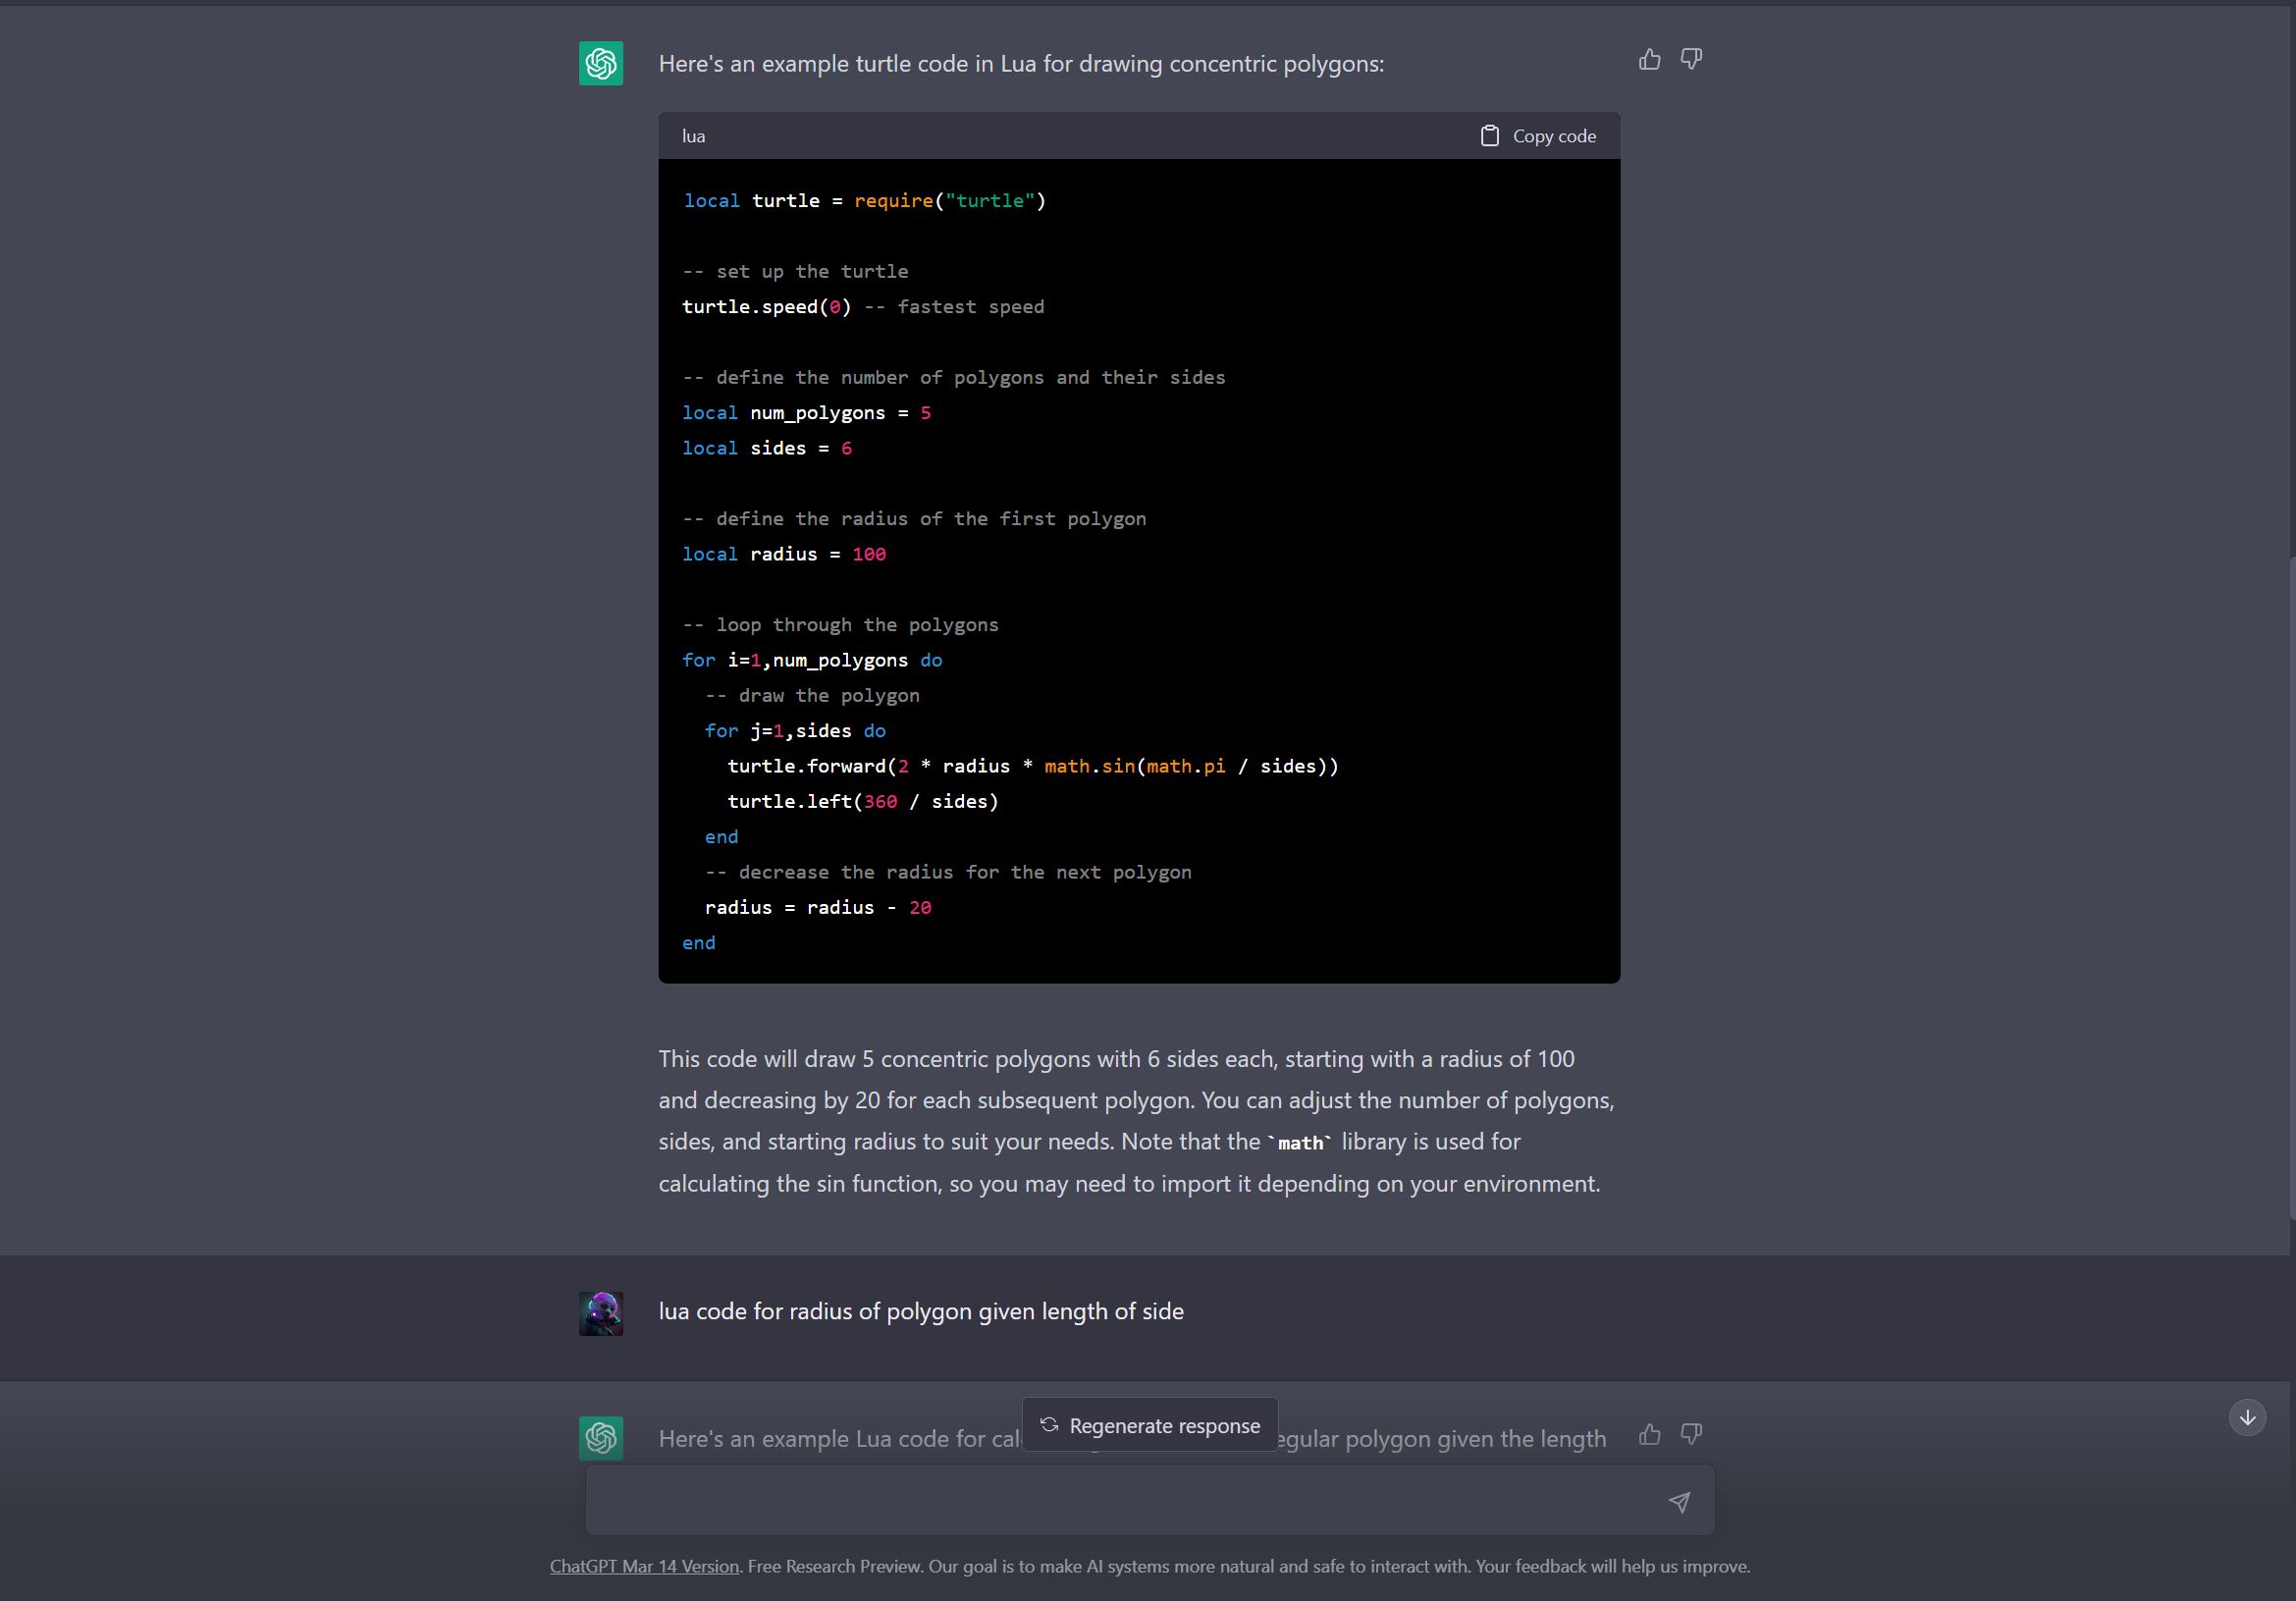 Here's an example turtle code in Lua for drawing concentric polygons:
lua
Copy code
local turtle = require("turtle")
-- set up the turtle
turtle.speed(0) -- fastest speed
-- define the number of polygons and their sides
local num_polygons = 5
local sides = 6
-- define the radius of the first polygon
local radius = 100
-- loop through the polygons
for i=1,num_polygons do
  -- draw the polygon
  for j=1,sides do
    turtle.forward(2 * radius * math.sin(math.pi / sides))
    turtle.left(360 / sides)
  end
  -- decrease the radius for the next polygon
  radius = radius - 20
end
This code will draw 5 concentric polygons with 6 sides each, starting with a radius of 100
and decreasing by 20 for each subsequent polygon. You can adjust the number of polygons,
sides, and starting radius to suit your needs. Note that the `math` library is used for
calculating the sin function, so you may need to import it depending on your environment.
lua code for radius of polygon given length of side
Regenerate response
Here's an example Lua code for polygon given the length
ChatGPT Mar 14 Version. Free Research Preview. Our goal is to make AI systems more natural and safe to interact with. Your feedback will help us improve.